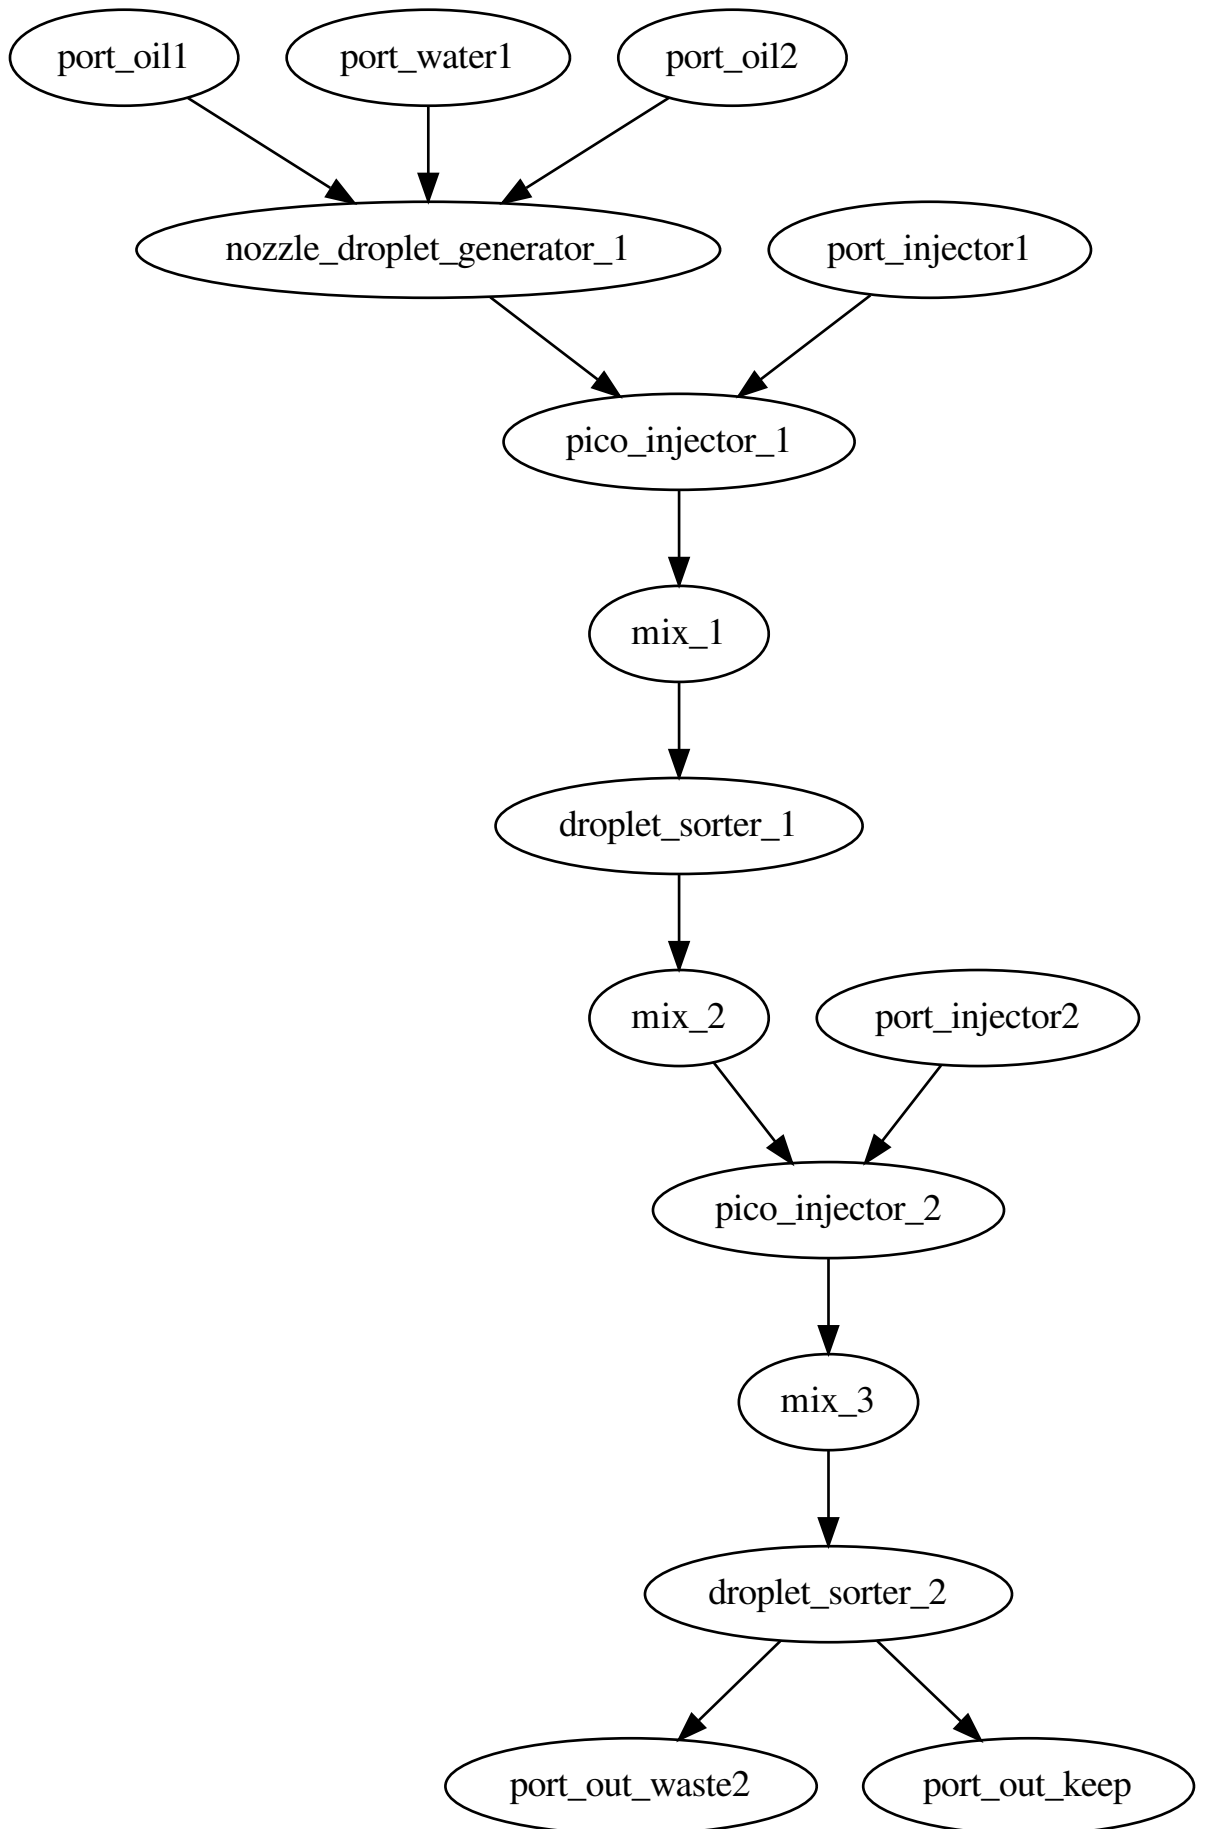 port_oil1
port_water1
port_oil2
nozzle_droplet_generator_1
port_injector1
pico_injector_1
mix_1
droplet_sorter_1
mix_2
port_injector2
pico_injector_2
mix_3
droplet_sorter_2
port_out_waste2
port_out_keep